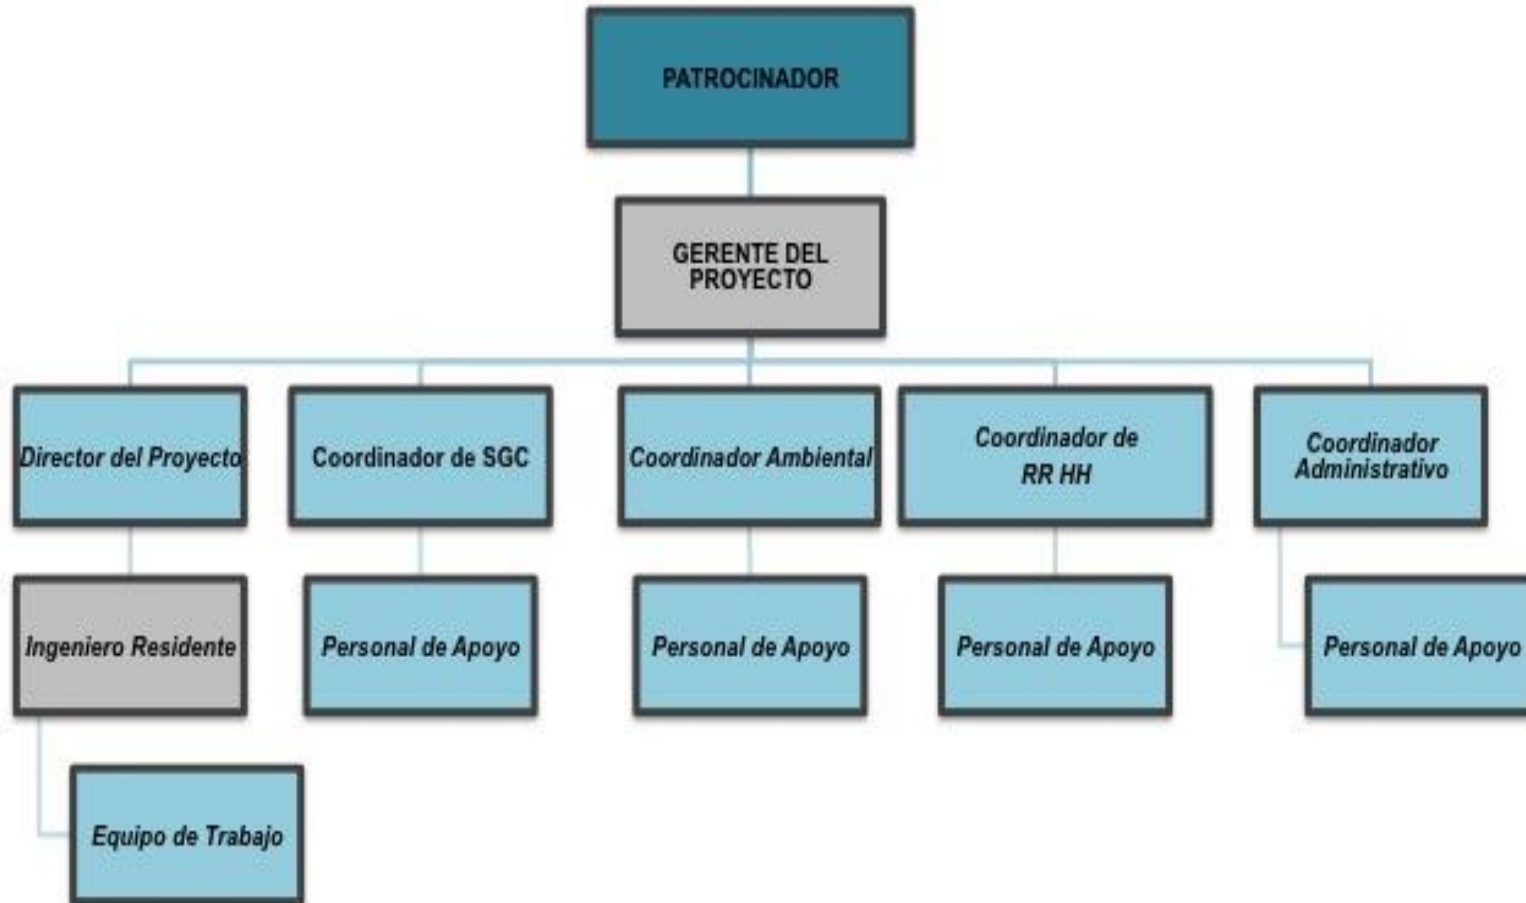 PATROCINADOR
GERENTE DEL
PROYECTO
Director del Proyecto
Coordinador de SGC
Coordinador Ambiental
Coordinador de
RR HH
Coordinador
Administrativo
Ingeniero Residente
Personal de Apoyo
Personal de Apoyo
Personal de Apoyo
Personal de Apoyo
Equipo de Trabajo